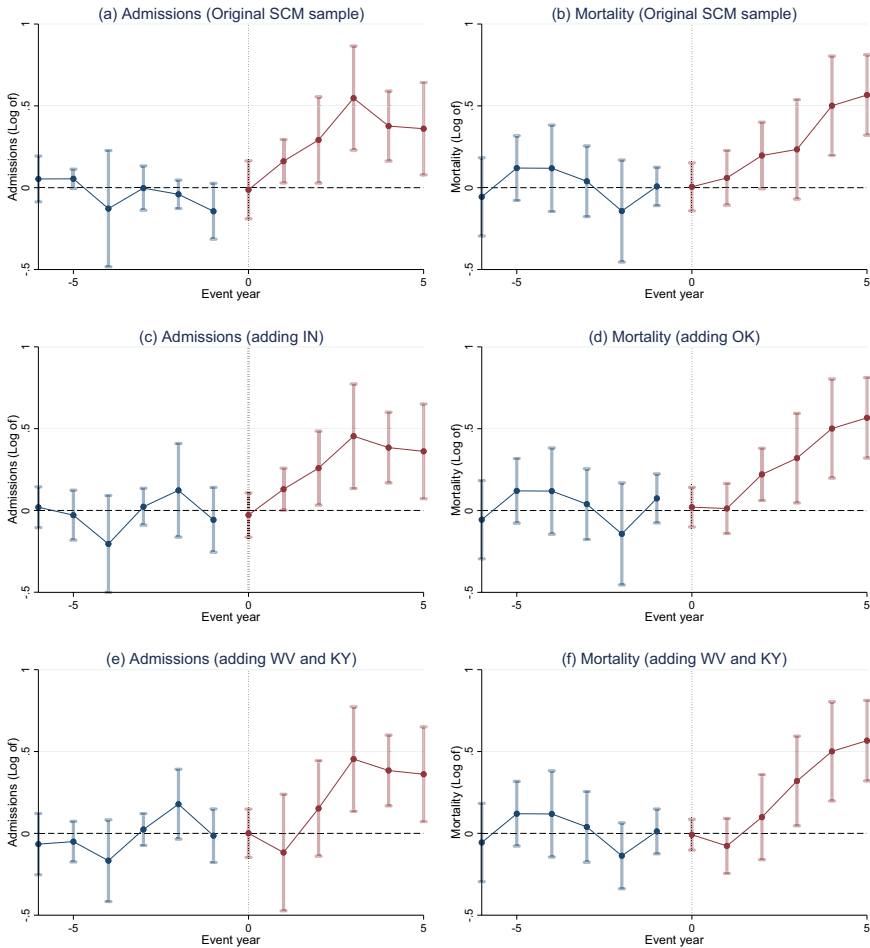 (a) Admissions (Original SCM sample)
Admissions (Log of)
1
.5
0
-.5
-5
0
5
Event year
(b) Mortality (Original SCM sample)
Mortality (Log of)
1
.5
0
-.5
-5
0
5
Event year
(c) Admissions (adding IN)
Admissions (Log of)
1
.5
0
-.5
-5
0
5
Event year
(d) Mortality (adding OK)
Mortality (Log of)
1
.5
0
-.5
-5
0
5
Event year
(e) Admissions (adding WV and KY)
Admissions (Log of)
1
.5
0
-.5
-5
0
5
Event year
(f) Mortality (adding WV and KY)
Mortality (Log of)
1
.5
0
-.5
-5
0
5
Event year